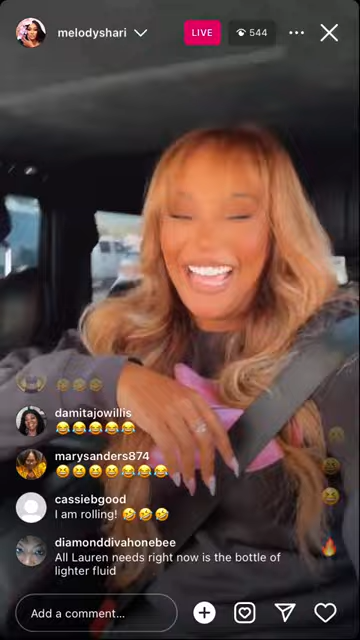 melodyshari
LIVE
544
damitajowillis
😂😂😂😂😂
marysanders874
😆😆😆😆😂😂😂
cassiebgood
I am rolling! 🤣🤣🤣
diamonddivahonebee
All Lauren needs right now is the bottle of
lighter fluid
Add a comment...